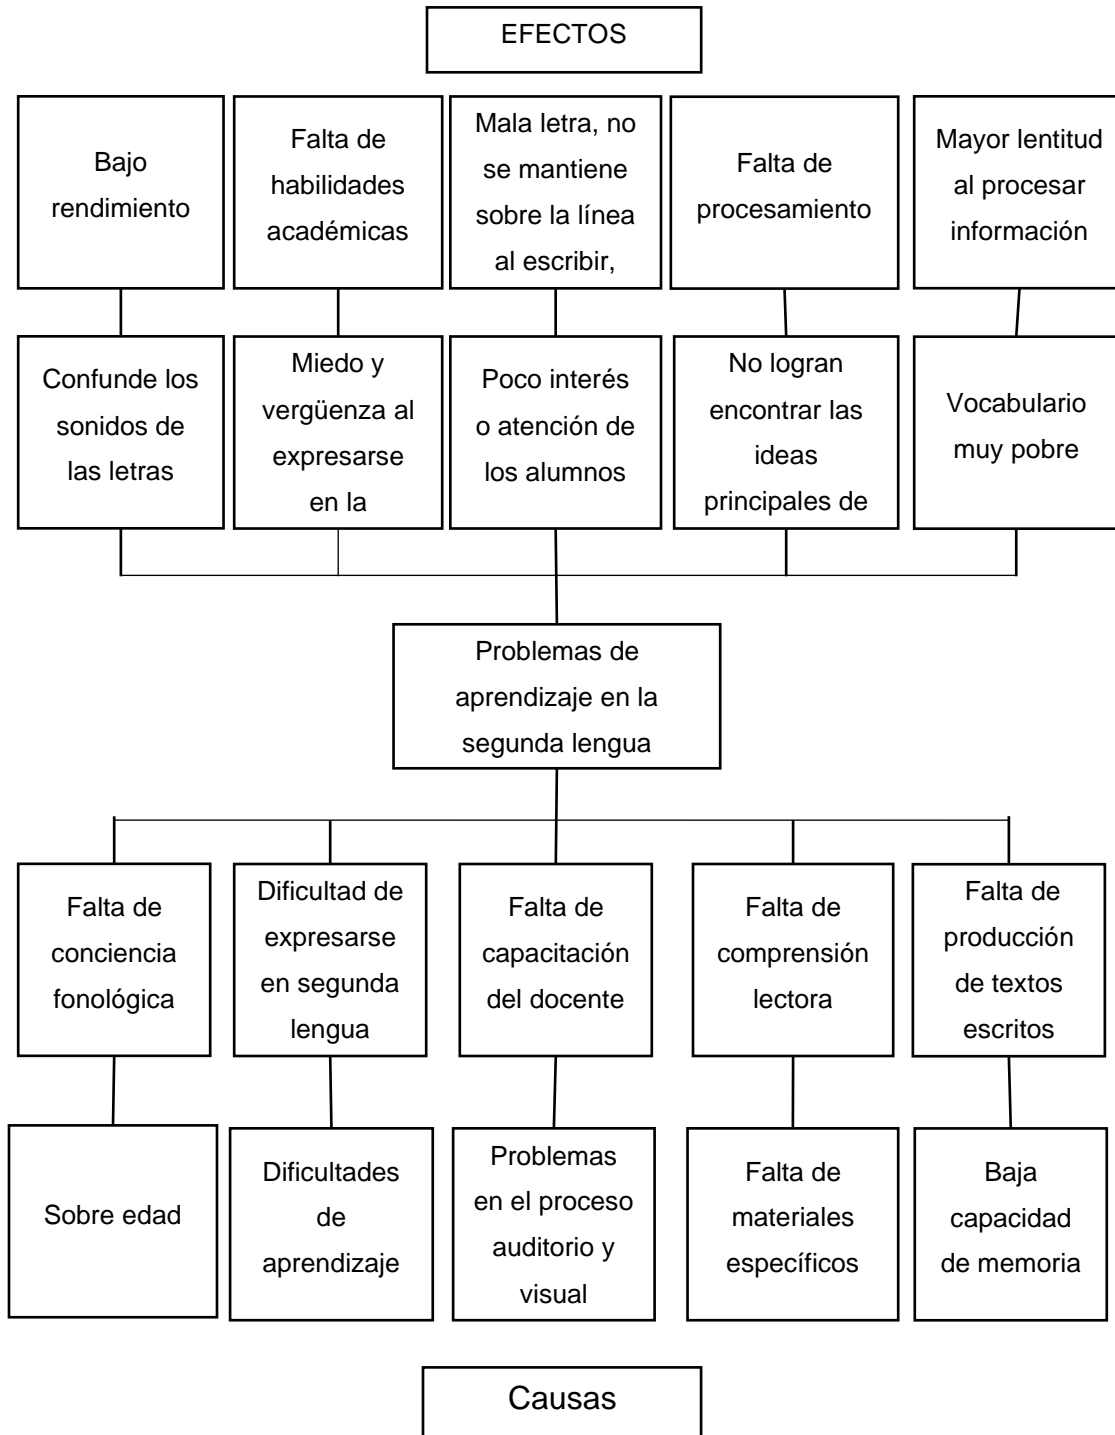 EFECTOS
Bajo
rendimiento
Falta de
habilidades
académicas
Mala letra, no
se mantiene
sobre la línea
al escribir,
Falta de
procesamiento
Mayor lentitud
al procesar
información
Confunde los
sonidos de
las letras
Miedo y
vergüenza al
expresarse
en la
Poco interés
o atención de
los alumnos
No logran
encontrar las
ideas
principales de
Vocabulario
muy pobre
Problemas de
aprendizaje en la
segunda lengua
Falta de
conciencia
fonológica
Dificultad de
expresarse
en segunda
lengua
Falta de
capacitación
del docente
Falta de
comprensión
lectora
Falta de
producción
de textos
escritos
Sobre edad
Dificultades
de
aprendizaje
Problemas
en el proceso
auditorio y
visual
Falta de
materiales
específicos
Baja
capacidad
de memoria
Causas